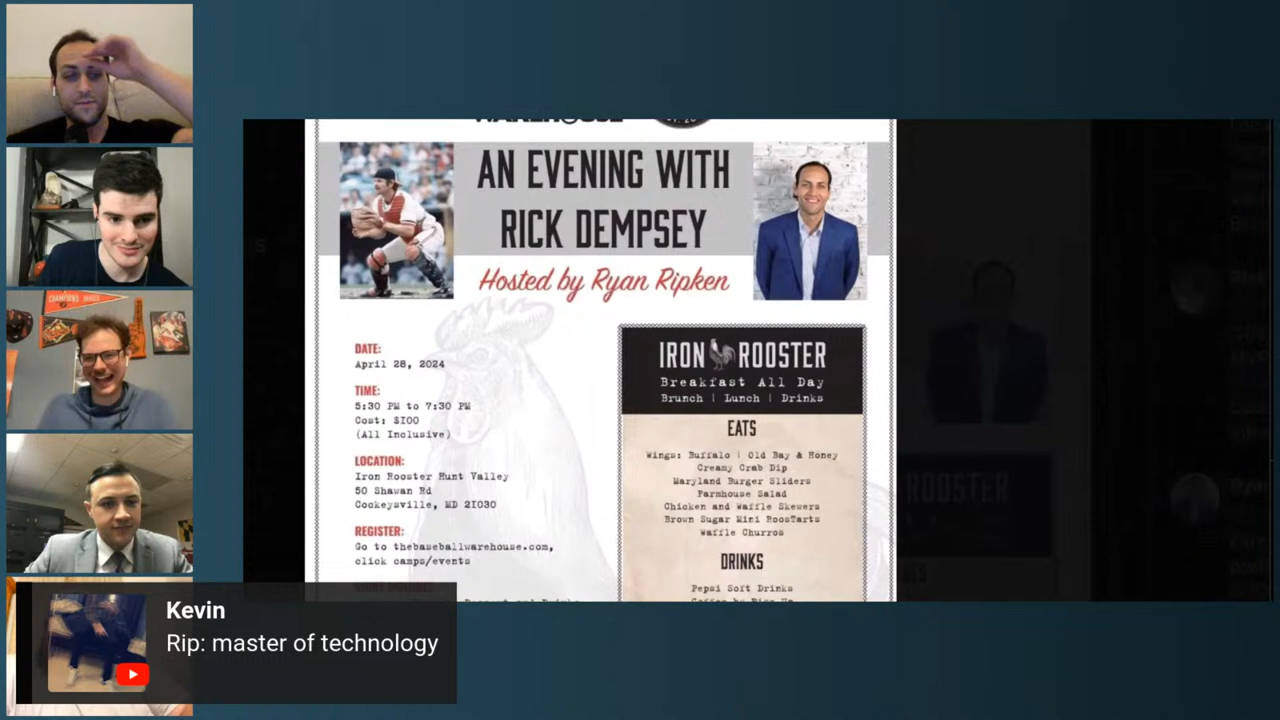 AN EVENING WITH
RICK DEMPSEY
Hosted by Ryan Ripken
DATE:
April 28, 2024
TIME:
5:30 PM to 7:30 PM
Cost: $100
(All Inclusive)
LOCATION:
Iron Rooster Hunt Valley
50 Shawan Rd
Cockeysville, MD 21030
REGISTER:
Go to thebaseballwarehouse.com,
click camps/events
IRON ROOSTER
Breakfast All Day
Brunch | Lunch | Drinks
EATS
Wings: Buffalo | Old Bay & Honey
Creamy Crab Dip
Maryland Burger Sliders
Farmhouse Salad
Chicken and Waffle Skewers
Brown Sugar Mini RoosTarts
Waffle Churros
DRINKS
Pepsi Soft Drinks
ROOSTER
Kevin
Rip: master of technology